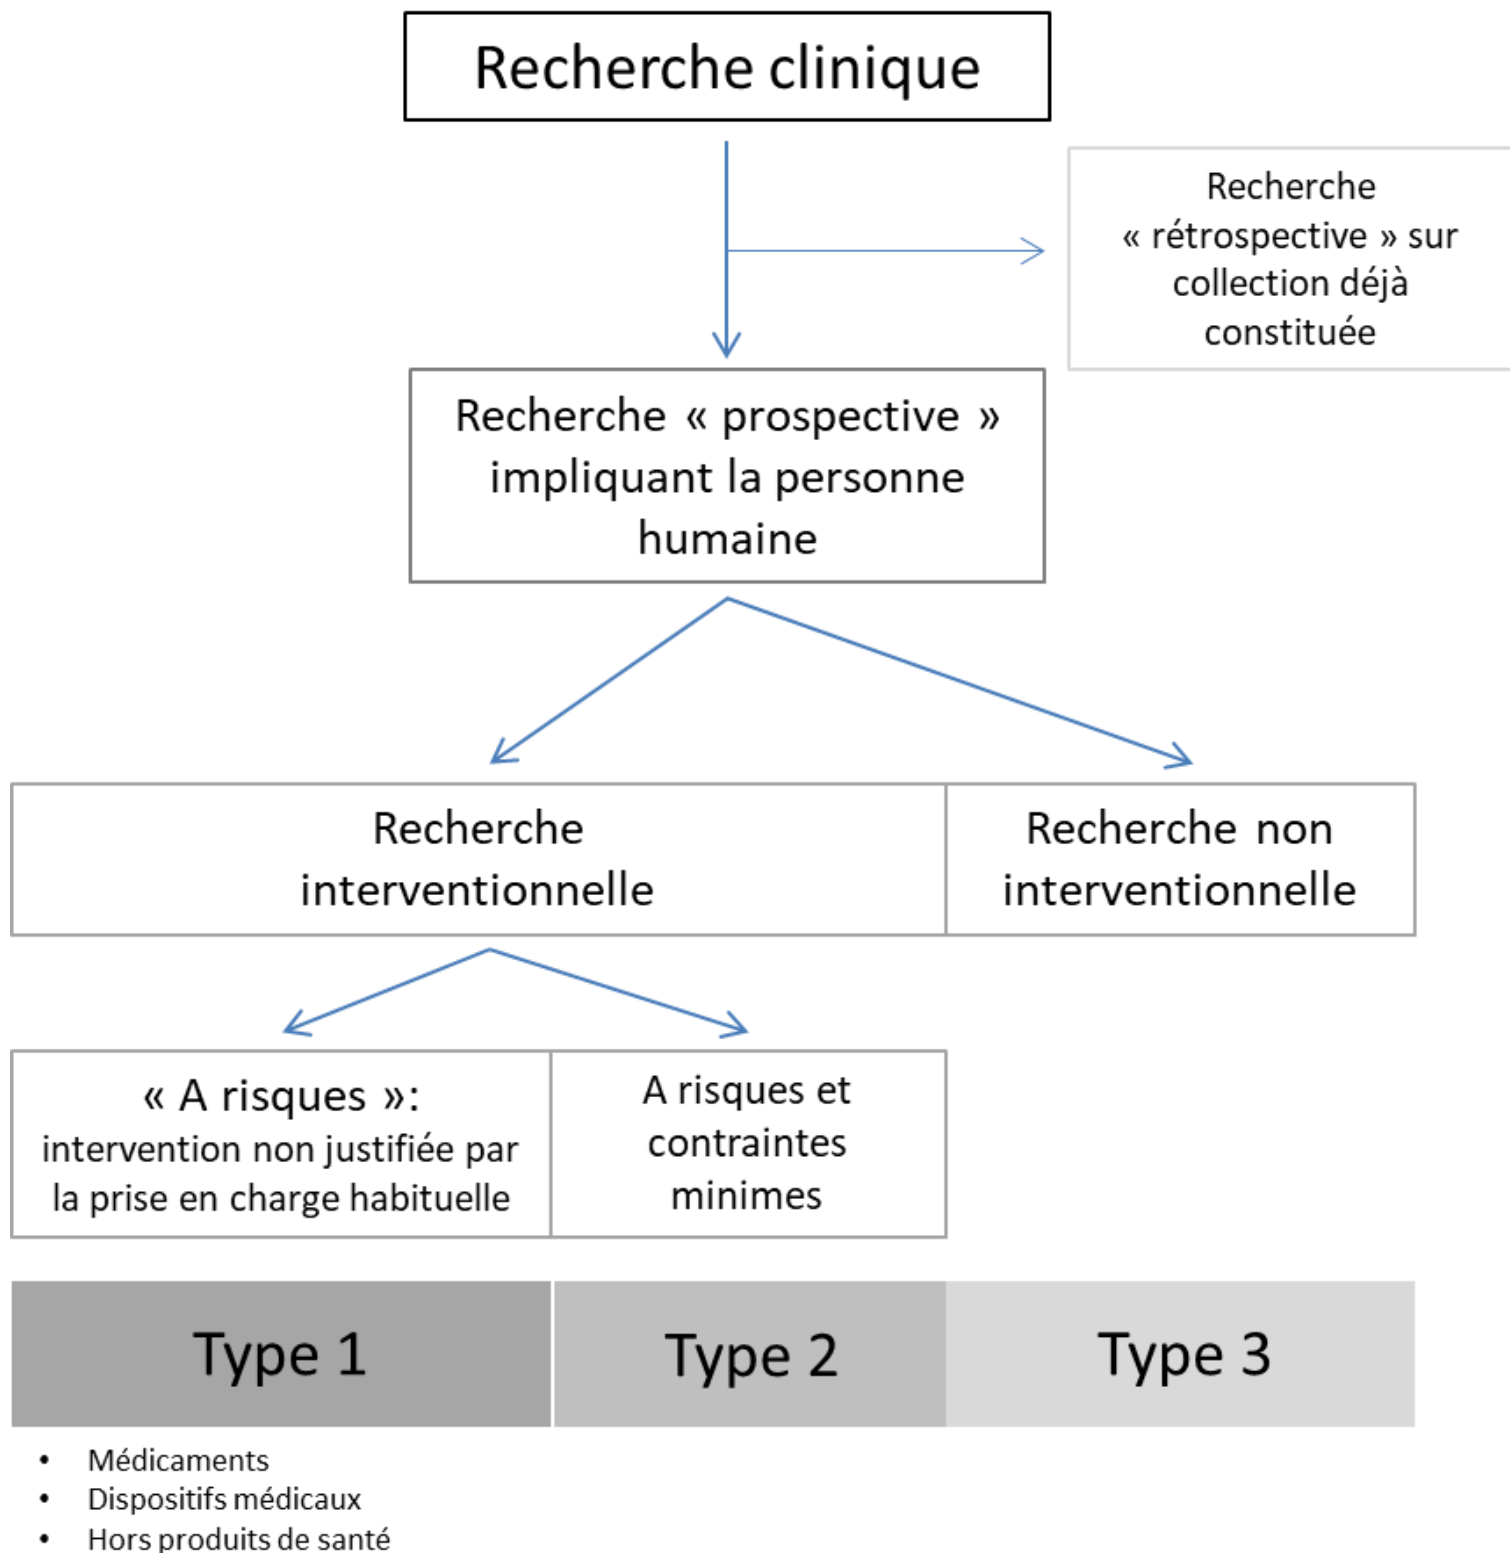 Recherche clinique
Recherche
« rétrospective » sur
collection déjà
constituée
Recherche « prospective »
impliquant la personne
humaine
Recherche
interventionnelle
Recherche non
interventionnelle
« A risques »:
intervention non justifiée par
la prise en charge habituelle
A risques et
contraintes
minimes
Type 1
Type 2
Type 3
• Médicaments
• Dispositifs médicaux
• Hors produits de santé